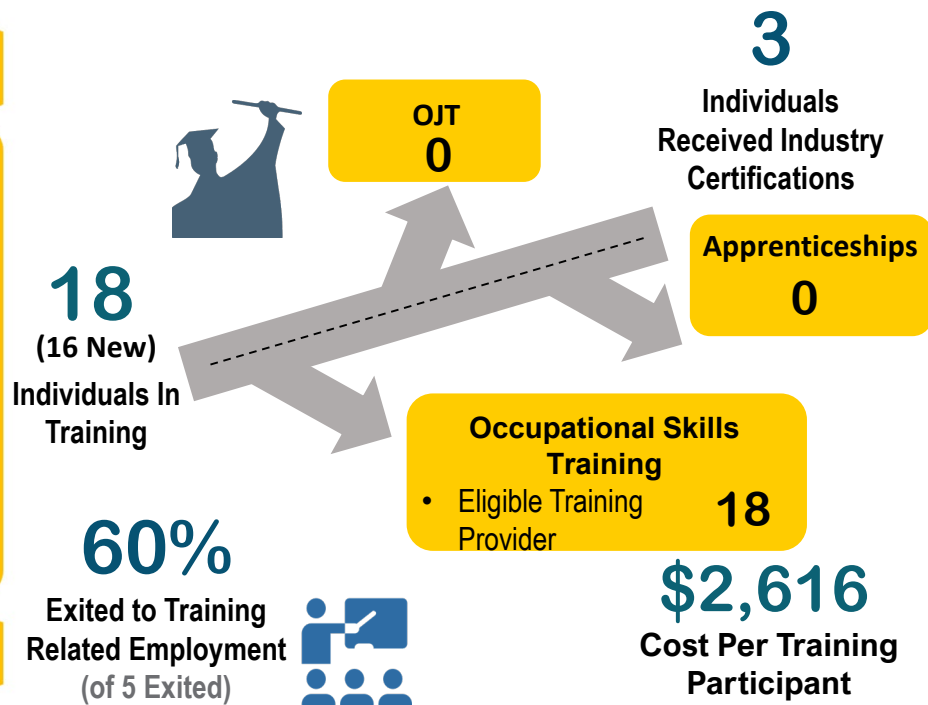 OJT
0
3
Individuals
Received Industry
Certifications
Apprenticeships
0
18
(16 New)
Individuals In
Training
Occupational Skills
Training
• Eligible Training
Provider
18
60%
Exited to Training
Related Employment
(of 5 Exited)
$2,616
Cost Per Training
Participant